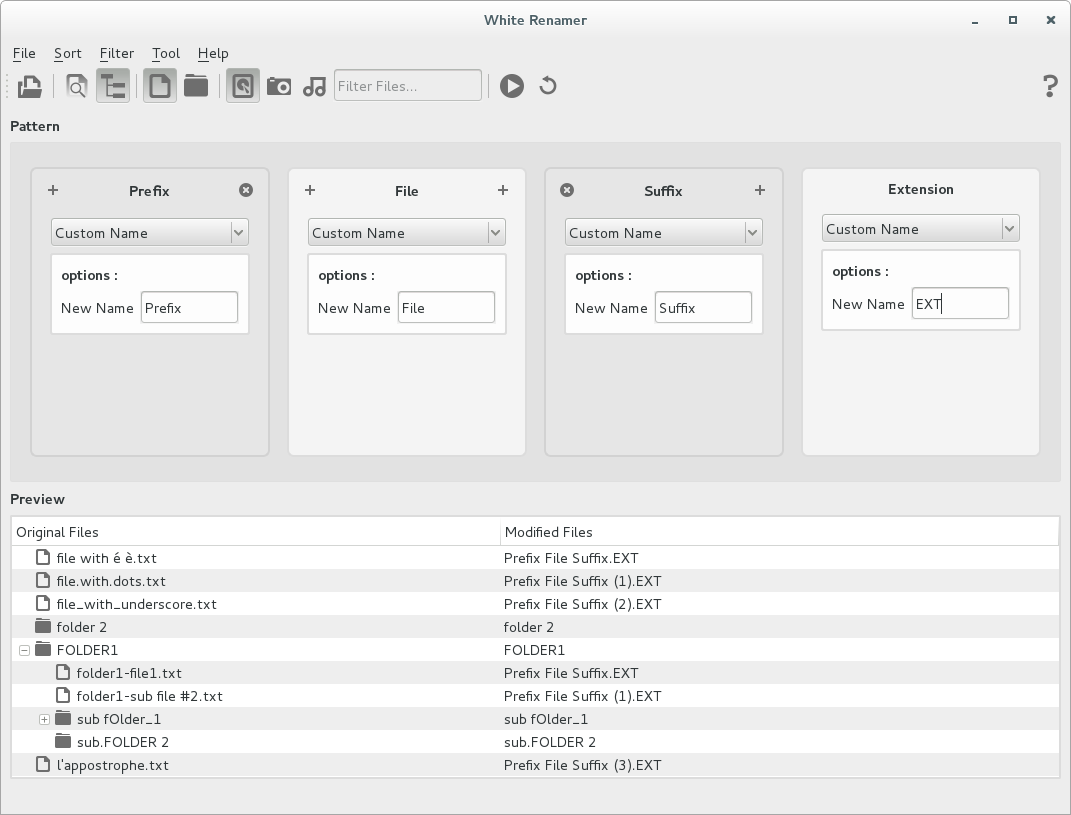 White Renamer
File Sort Filter Tool Help
Filter Files...
?
Pattern
Prefix File Suffix Extension
Custom Name Custom Name Custom Name Custom Name
options : options : options : options :
New Name Prefix New Name File New Name Suffix New Name EXT
Preview
Original Files Modified Files
file with é è.txt Prefix File Suffix.EXT
file.with.dots.txt Prefix File Suffix (1).EXT
file_with_underscore.txt Prefix File Suffix (2).EXT
folder 2 folder 2
FOLDER1 FOLDER1
folder1-file1.txt Prefix File Suffix.EXT
folder1-sub file #2.txt Prefix File Suffix (1).EXT
sub fOlder_1 sub fOlder_1
sub.FOLDER 2 sub.FOLDER 2
l'appostrophe.txt Prefix File Suffix (3).EXT